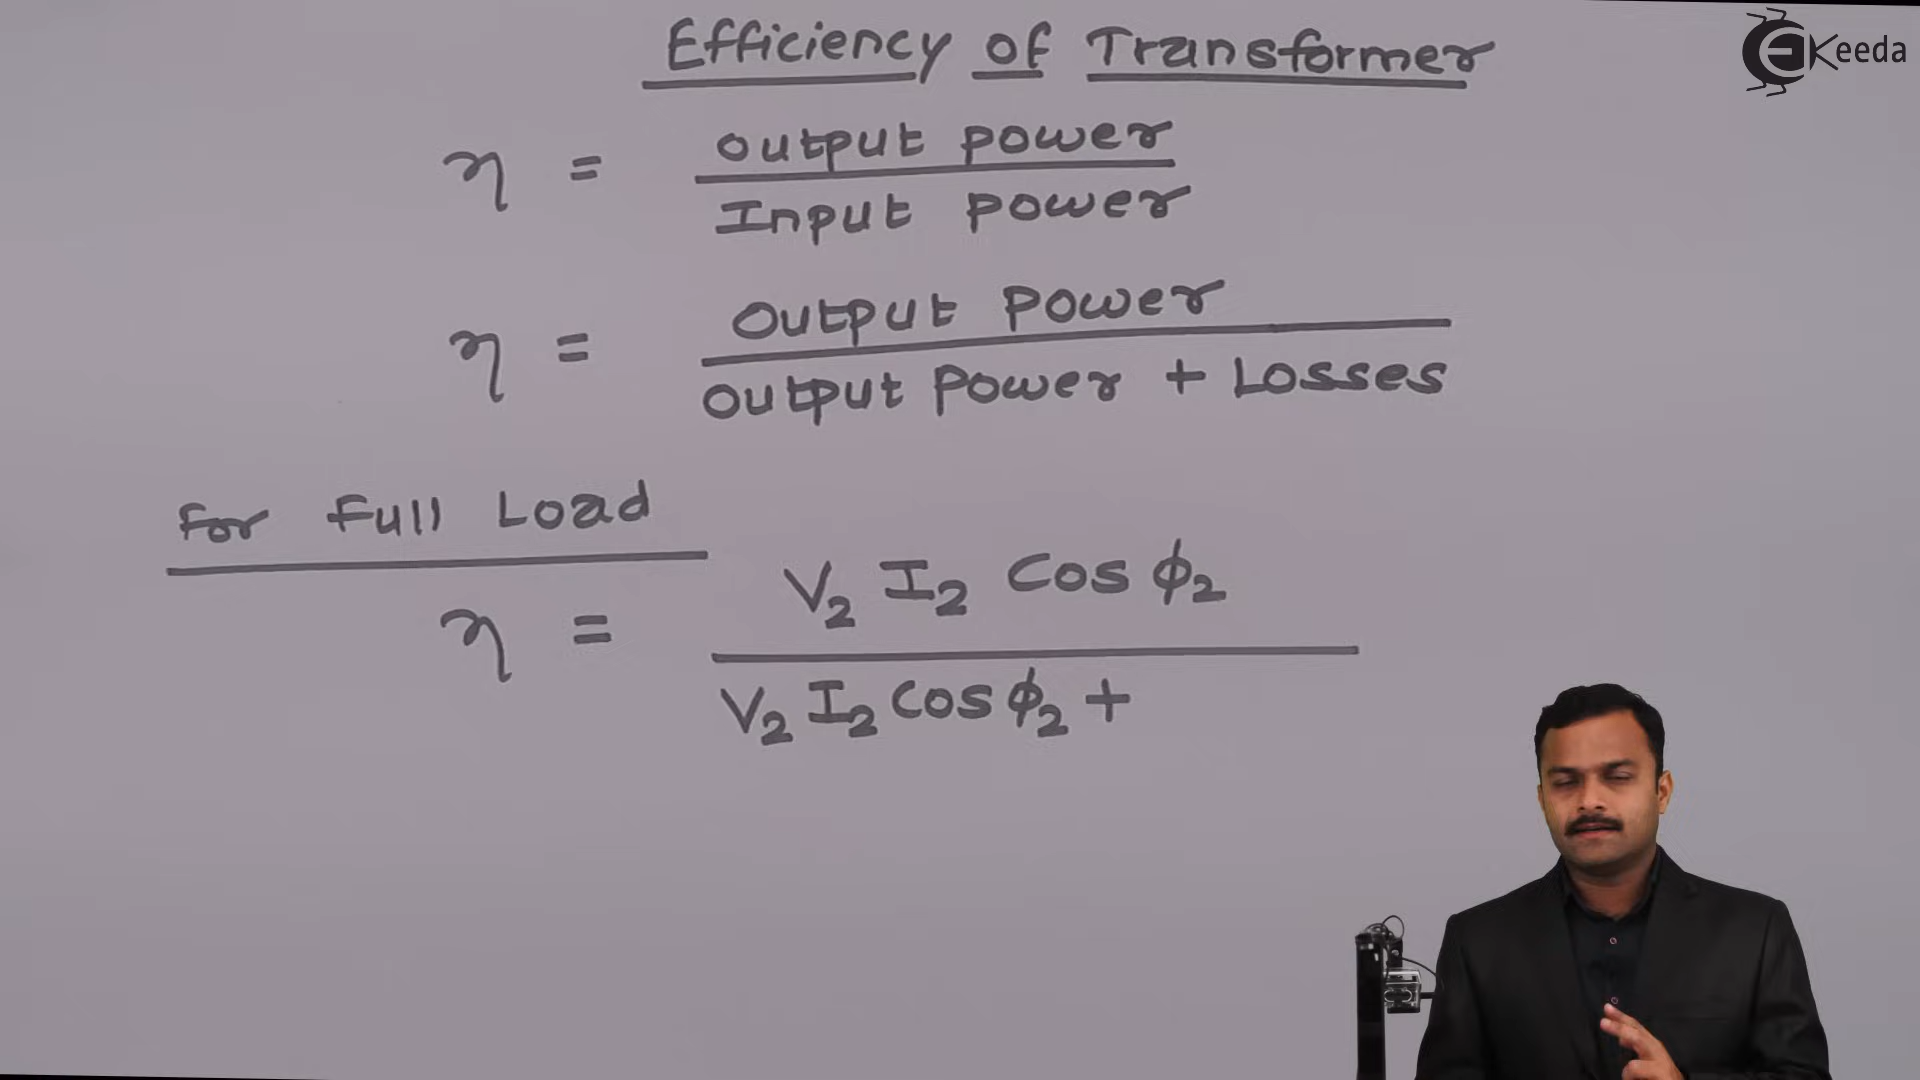 Efficiency of Transformer
EKeeda
η = output power / Input power
η = Output Power / Output Power + Losses
For Full Load
η = V₂ I₂ Cos ϕ₂ / V₂ I₂ Cos ϕ₂ +